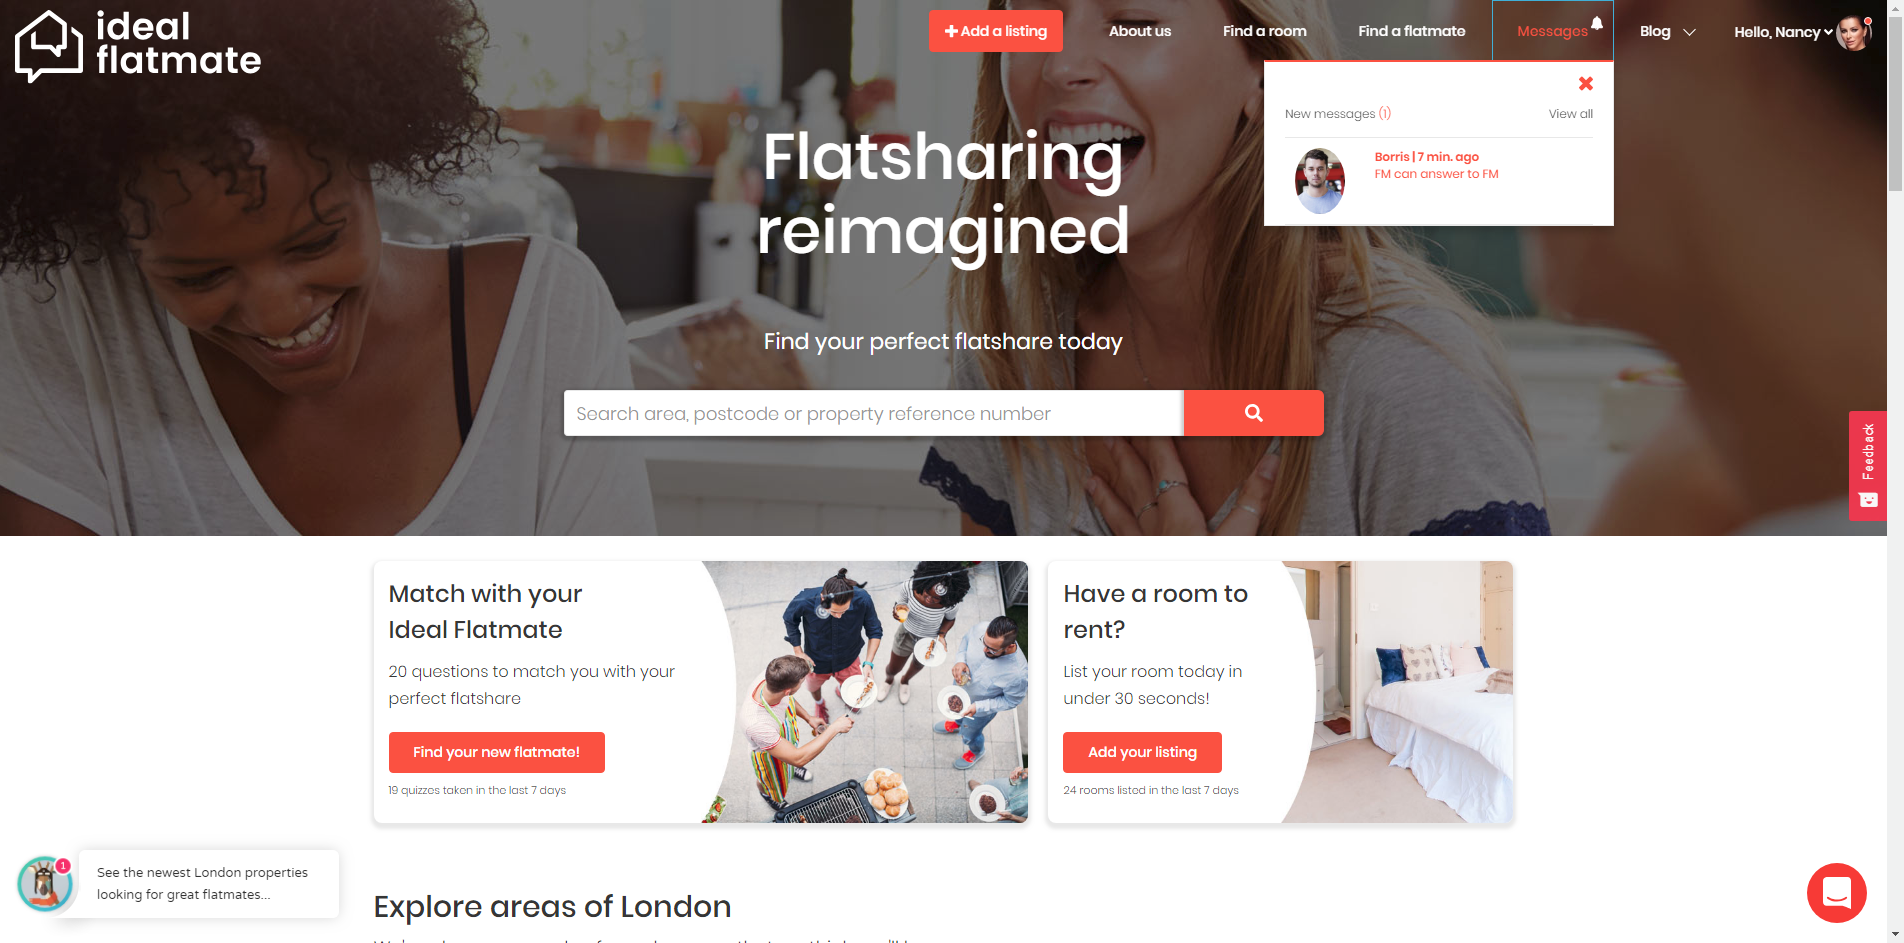 ideal
flatmate
Add a listing
About us
Find a room
Find a flatmate
Messages
Blog
Hello, Nancy
New messages (1)
View all
Borris | 7 min. ago
FM can answer to FM
Flatsharing
reimagined
Find your perfect flatshare today
Search area, postcode or property reference number
Feedback
Match with your
Ideal Flatmate
20 questions to match you with your
perfect flatshare
Find your new flatmate!
19 quizzes taken in the last 7 days
Have a room to
rent?
List your room today in
under 30 seconds!
Add your listing
24 rooms listed in the last 7 days
1
See the newest London properties
looking for great flatmates...
Explore areas of London